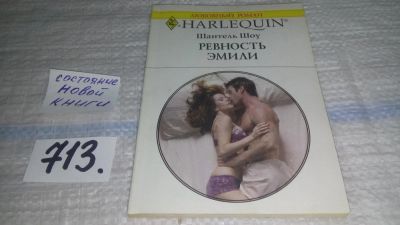 ЛЮБОВНЫЙ РОМАН
HARLEQUIN®
Шантель Шоу
РЕВНОСТЬ
ЭМИЛИ
состояние
новой
книги
713.